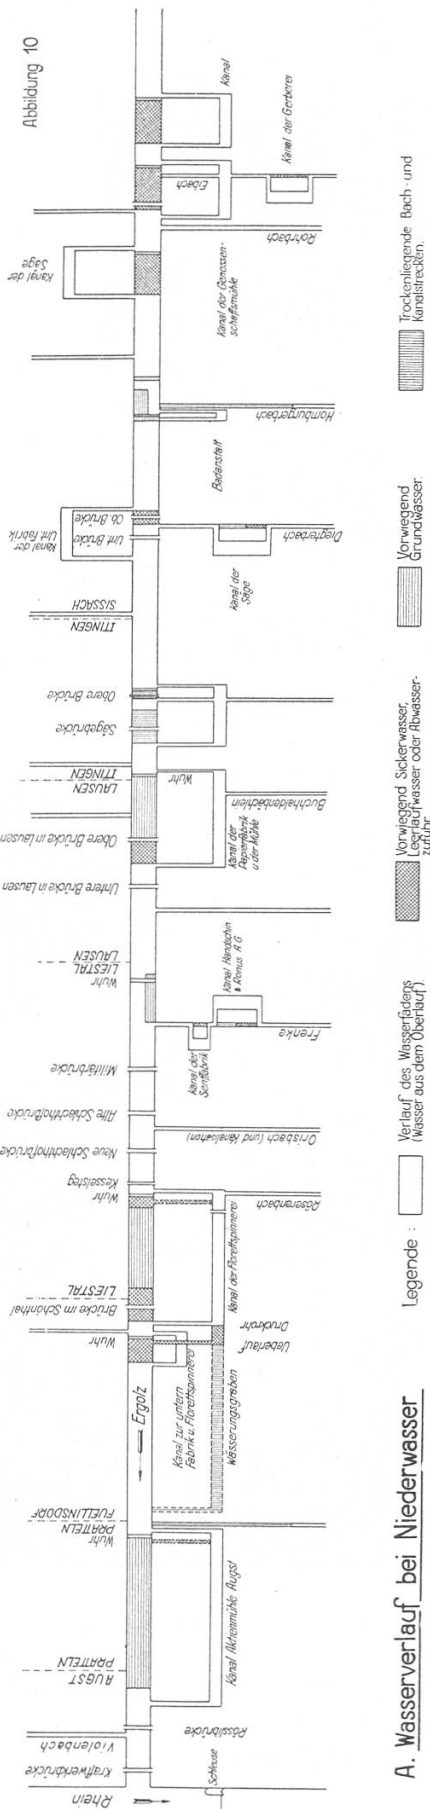 Abbildung 10
Kanal
Kanal der Gerberei
Eibach
Rohrbach
Kanal der
Säge
Kanal der Genossen-
schaftsmühle
Homburgerbach
Badanstalt
Ob. Brücke
Unt. Brücke
Kanal der
Unt. Fabrik
Diegterbach
Kanal der
Säge
SISSACH
ITINGEN
Obere Brücke
Sägebrücke
ITINGEN
LAUSEN
Wuhr
Buchhaldenbächlein
Kanal der
Papierfabrik
u. der Mühle
Obere Brücke in Lausen
Untere Brücke in Lausen
LAUSEN
LIESTAL
Wuhr
Kanal Handschin
& Ronus A.G
Frenke
Kanal der
Senffabrik
Militärbrücke
Alte Schlachthofbrücke
Neue Schlachthofbrücke
Orisbach (und Kanalisation)
Kesselsteg
Wuhr
Röserenbach
Kanal der Florettspinnerei
LIESTAL
Brücke im Schönthal
Druckrohr
Ueberlauf
Wuhr
Kanal zur untern
Fabrik u. Florettspinnerei
Wässerungsgraben
Ergolz
FUELLINSDORF
PRATTELN
Wuhr
Kanal Aktienmühle Augst
PRATTELN
AUGST
Rösslibrücke
Violenbach
Kraftwerkbrücke
Schleuse
Rhein
A. Wasserverlauf bei Niederwasser
Legende :
Verlauf des Wasserfadens
(Wasser aus dem Oberlauf).
Vorwiegend Sickerwasser,
Leerlaufwasser oder Abwasser-
zufuhr.
Vorwiegend
Grundwasser.
Trockenliegende Bach- und
Kanalstrecken.